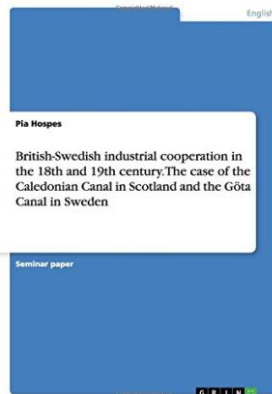 English
Pia Hospes
British-Swedish industrial cooperation in
the 18th and 19th century. The case of the
Caledonian Canal in Scotland and the Göta
Canal in Sweden
Seminar paper
G R I N